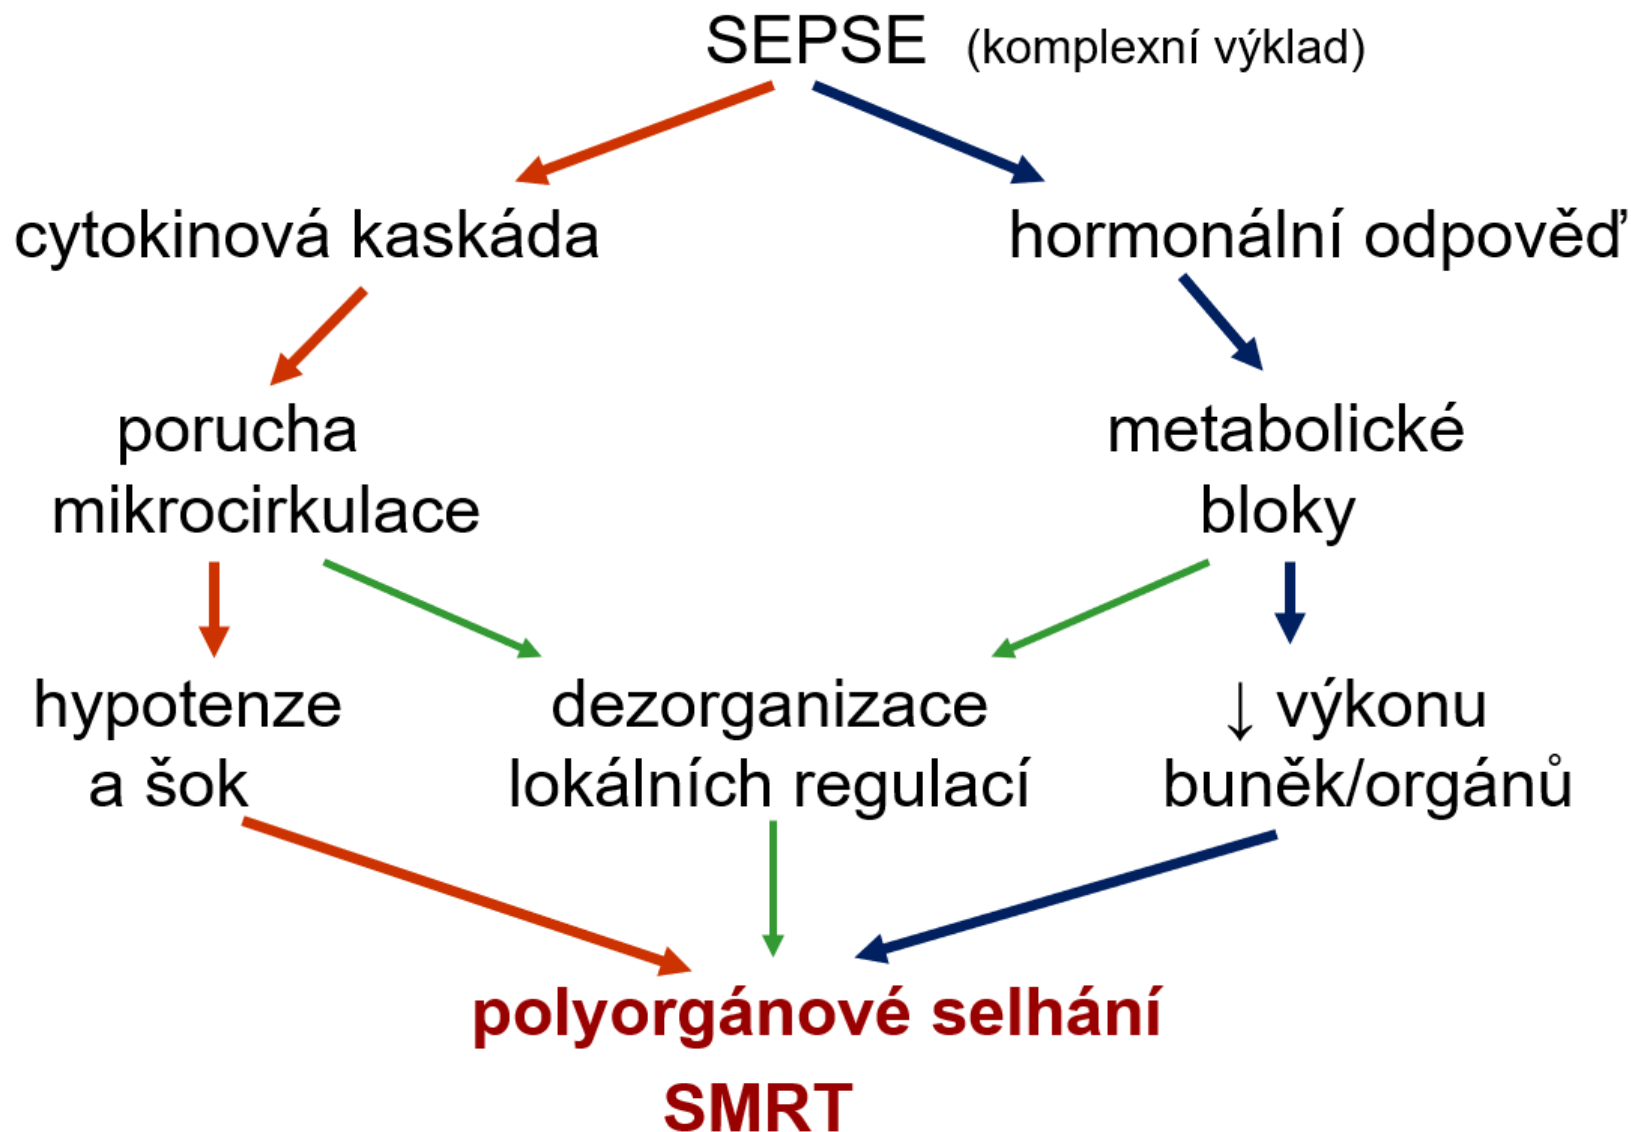 SEPSE (komplexní výklad)
cytokinová kaskáda
hormonální odpověď
porucha
mikrocirkulace
metabolické
bloky
hypotenze
a šok
dezorganizace
lokálních regulací
↓ výkonu
buněk/orgánů
polyorgánové selhání
SMRT